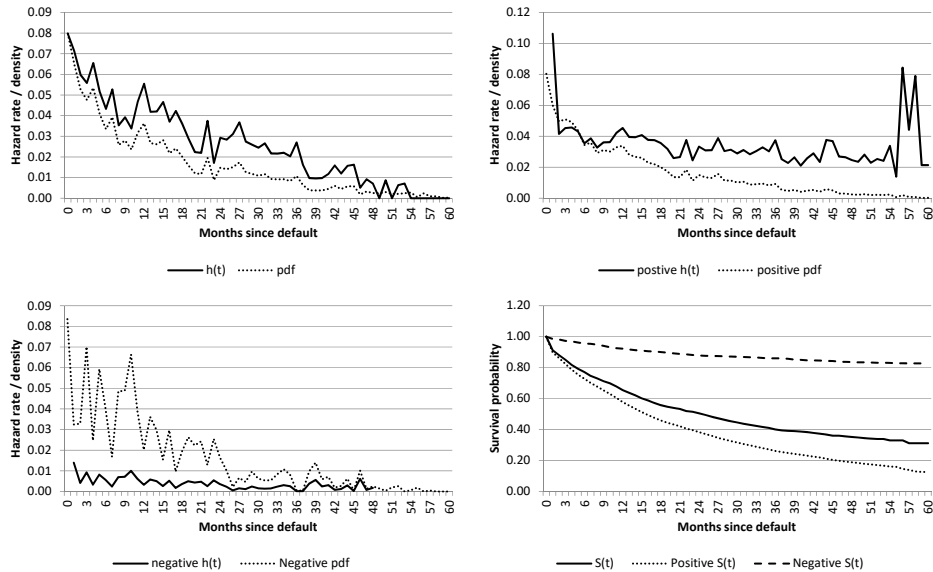 Hazard rate / density
0.09
0.08
0.07
0.06
0.05
0.04
0.03
0.02
0.01
0.00
0 3 6 9 12 15 18 21 24 27 30 33 36 39 42 45 48 51 54 57 60
Months since default
h(t) pdf
Hazard rate / density
0.12
0.10
0.08
0.06
0.04
0.02
0.00
0 3 6 9 12 15 18 21 24 27 30 33 36 39 42 45 48 51 54 57 60
Months since default
postive h(t) positive pdf
Hazard rate / density
0.09
0.08
0.07
0.06
0.05
0.04
0.03
0.02
0.01
0.00
0 3 6 9 12 15 18 21 24 27 30 33 36 39 42 45 48 51 54 57 60
Months since default
negative h(t) Negative pdf
Survival probability
1.20
1.00
0.80
0.60
0.40
0.20
0.00
0 3 6 9 12 15 18 21 24 27 30 33 36 39 42 45 48 51 54 57 60
Months since default
S(t) Positive S(t) Negative S(t)